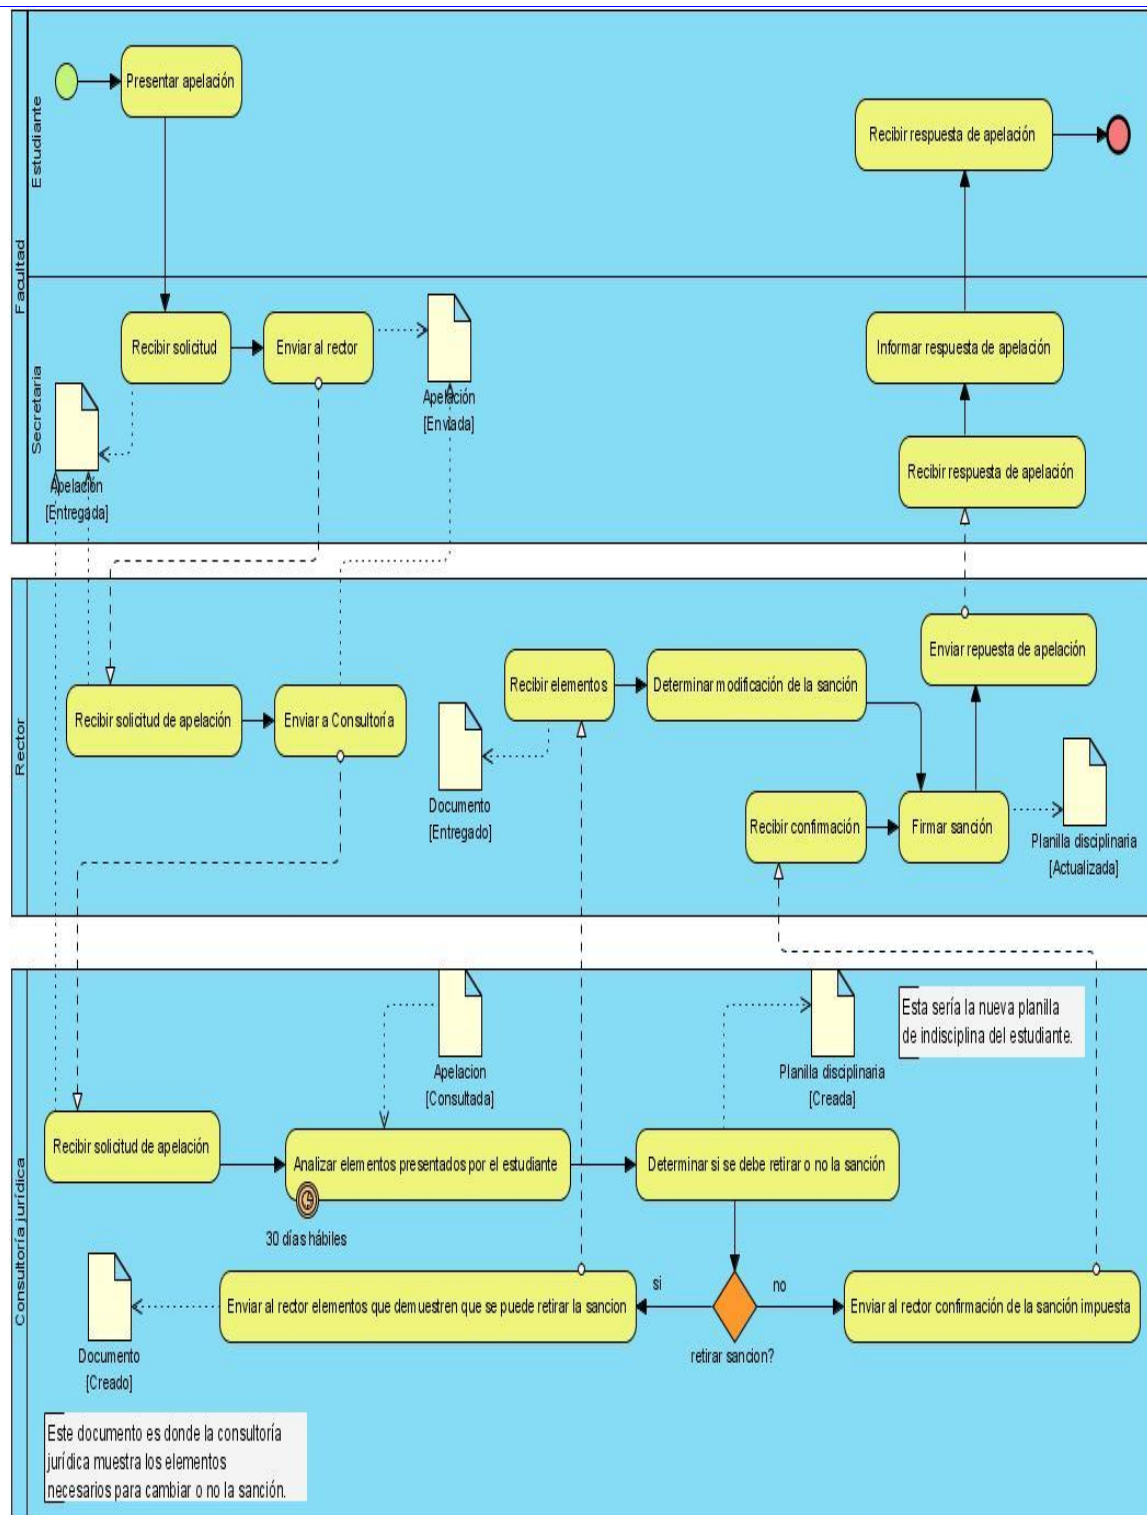 Facultad
Estudiante
Presentar apelación
Recibir respuesta de apelación
Secretaria
Recibir solicitud
Enviar al rector
Apelación
[Enviada]
Informar respuesta de apelación
Apelación
[Entregada]
Recibir respuesta de apelación
Rector
Enviar repuesta de apelación
Recibir solicitud de apelación
Enviar a Consultoría
Recibir elementos
Determinar modificación de la sanción
Documento
[Entregado]
Recibir confirmación
Firmar sanción
Planilla disciplinaria
[Actualizada]
Consultoría jurídica
Esta sería la nueva planilla
de indisciplina del estudiante.
Apelacion
[Consultada]
Planilla disciplinaria
[Creada]
Recibir solicitud de apelación
Analizar elementos presentados por el estudiante
Determinar si se debe retirar o no la sanción
30 días hábiles
Enviar al rector elementos que demuestren que se puede retirar la sancion
si
no
Enviar al rector confirmación de la sanción impuesta
retirar sancion?
Documento
[Creado]
Este documento es donde la consultoría
jurídica muestra los elementos
necesarios para cambiar o no la sanción.